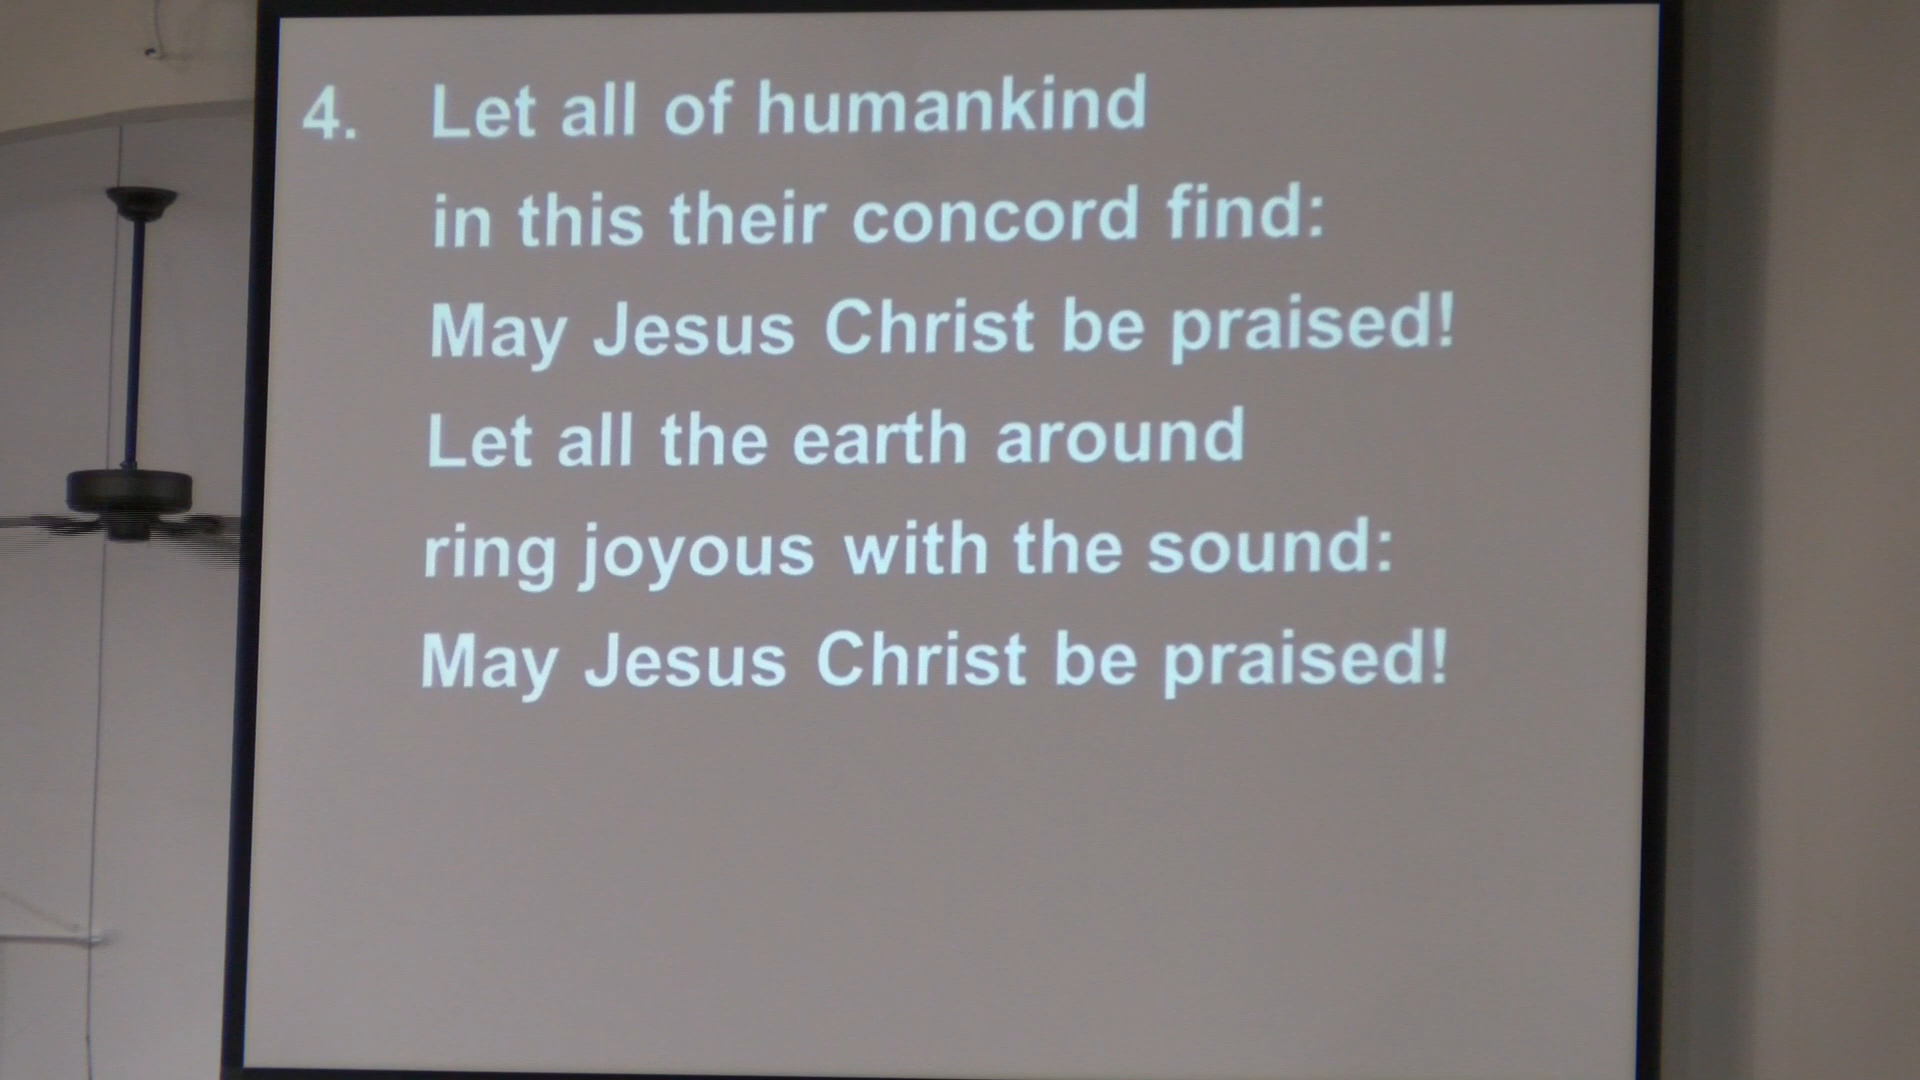 4. Let all of humankind
in this their concord find:
May Jesus Christ be praised!
Let all the earth around
ring joyous with the sound:
May Jesus Christ be praised!